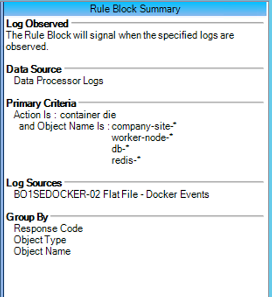 Rule Block Summary
Log Observed
The Rule Block will signal when the specified logs are
observed.
Data Source
Data Processor Logs
Primary Criteria
Action Is : container die
and Object Name Is : company-site-*
worker-node-*
db-*
redis-*
Log Sources
BO1SEDOCKER-02 Flat File - Docker Events
Group By
Response Code
Object Type
Object Name